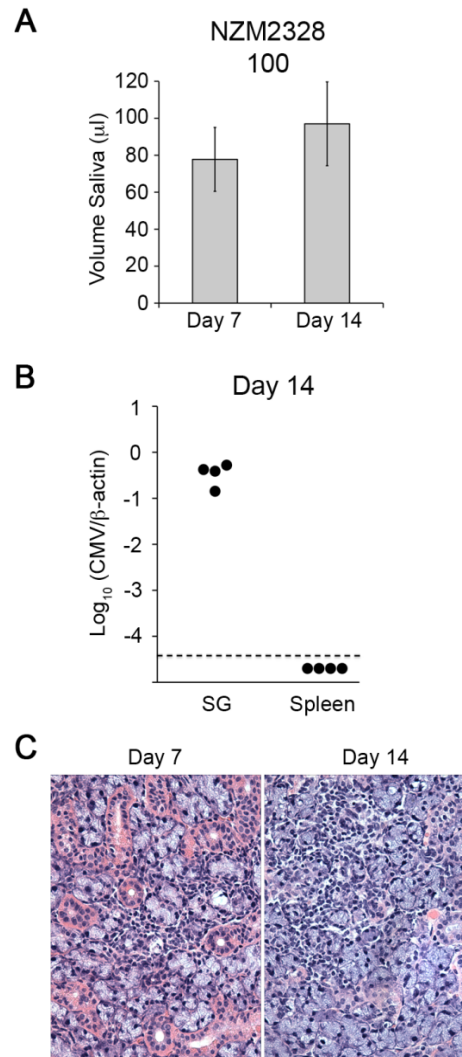 A
NZM2328
100
Volume Saliva (µl)
120
100
80
60
40
20
0
Day 7 Day 14
B
Day 14
Log10 (CMV/β-actin)
1
0
-1
-2
-3
-4
SG Spleen
C
Day 7 Day 14